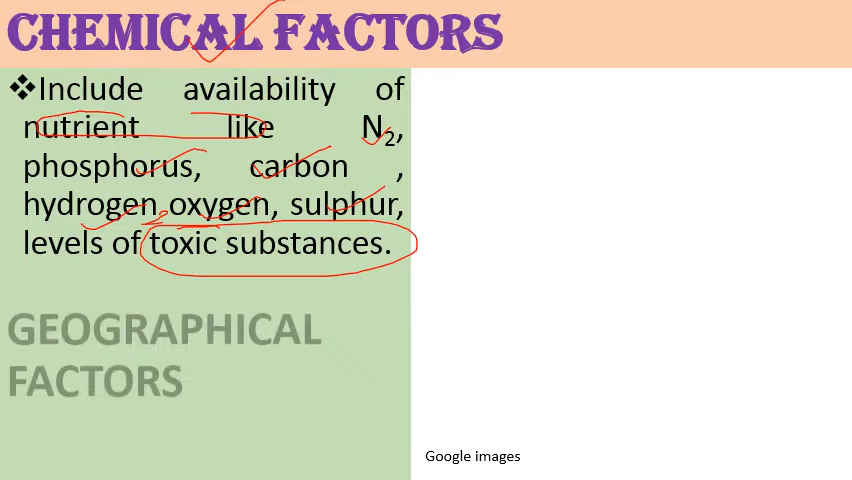 CHEMICAL FACTORS
❖Include availability of
nutrient like N₂,
phosphorus, carbon ,
hydrogen oxygen, sulphur,
levels of toxic substances.
GEOGRAPHICAL
FACTORS
Google images